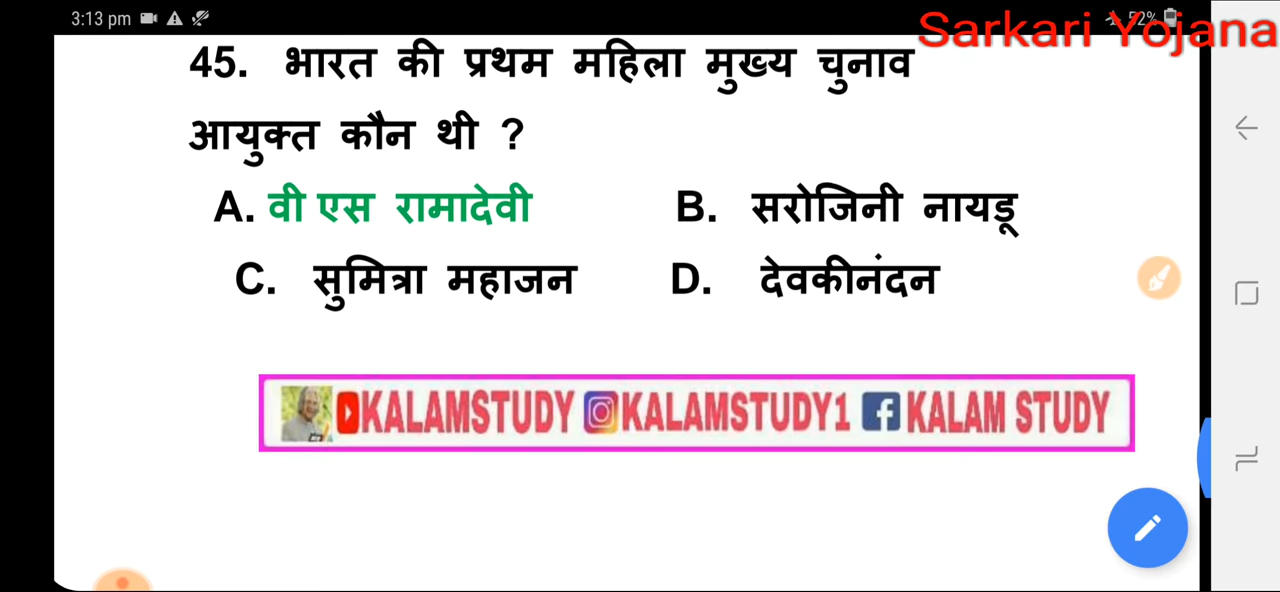 3:13 pm
52%
Sarkari Yojana
45. भारत की प्रथम महिला मुख्य चुनाव
आयुक्त कौन थी ?
A. वी एस रामादेवी B. सरोजिनी नायडू
C. सुमित्रा महाजन D. देवकीनंदन
KALAMSTUDY KALAMSTUDY1 KALAM STUDY